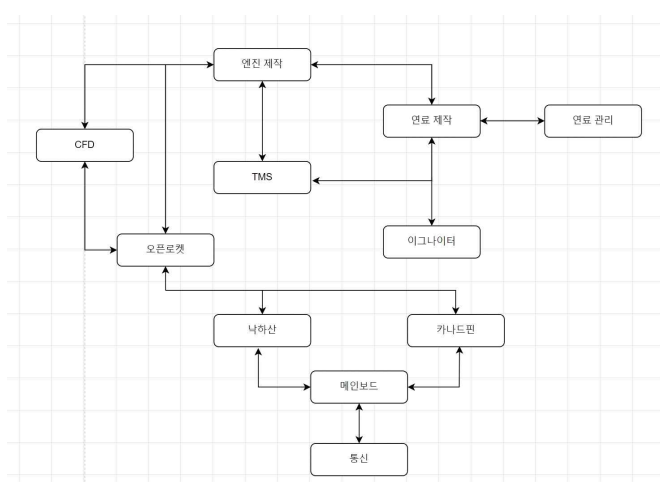 엔진 제작
연료 제작
연료 관리
CFD
TMS
이그나이터
오픈로켓
낙하산
카나드핀
메인보드
통신